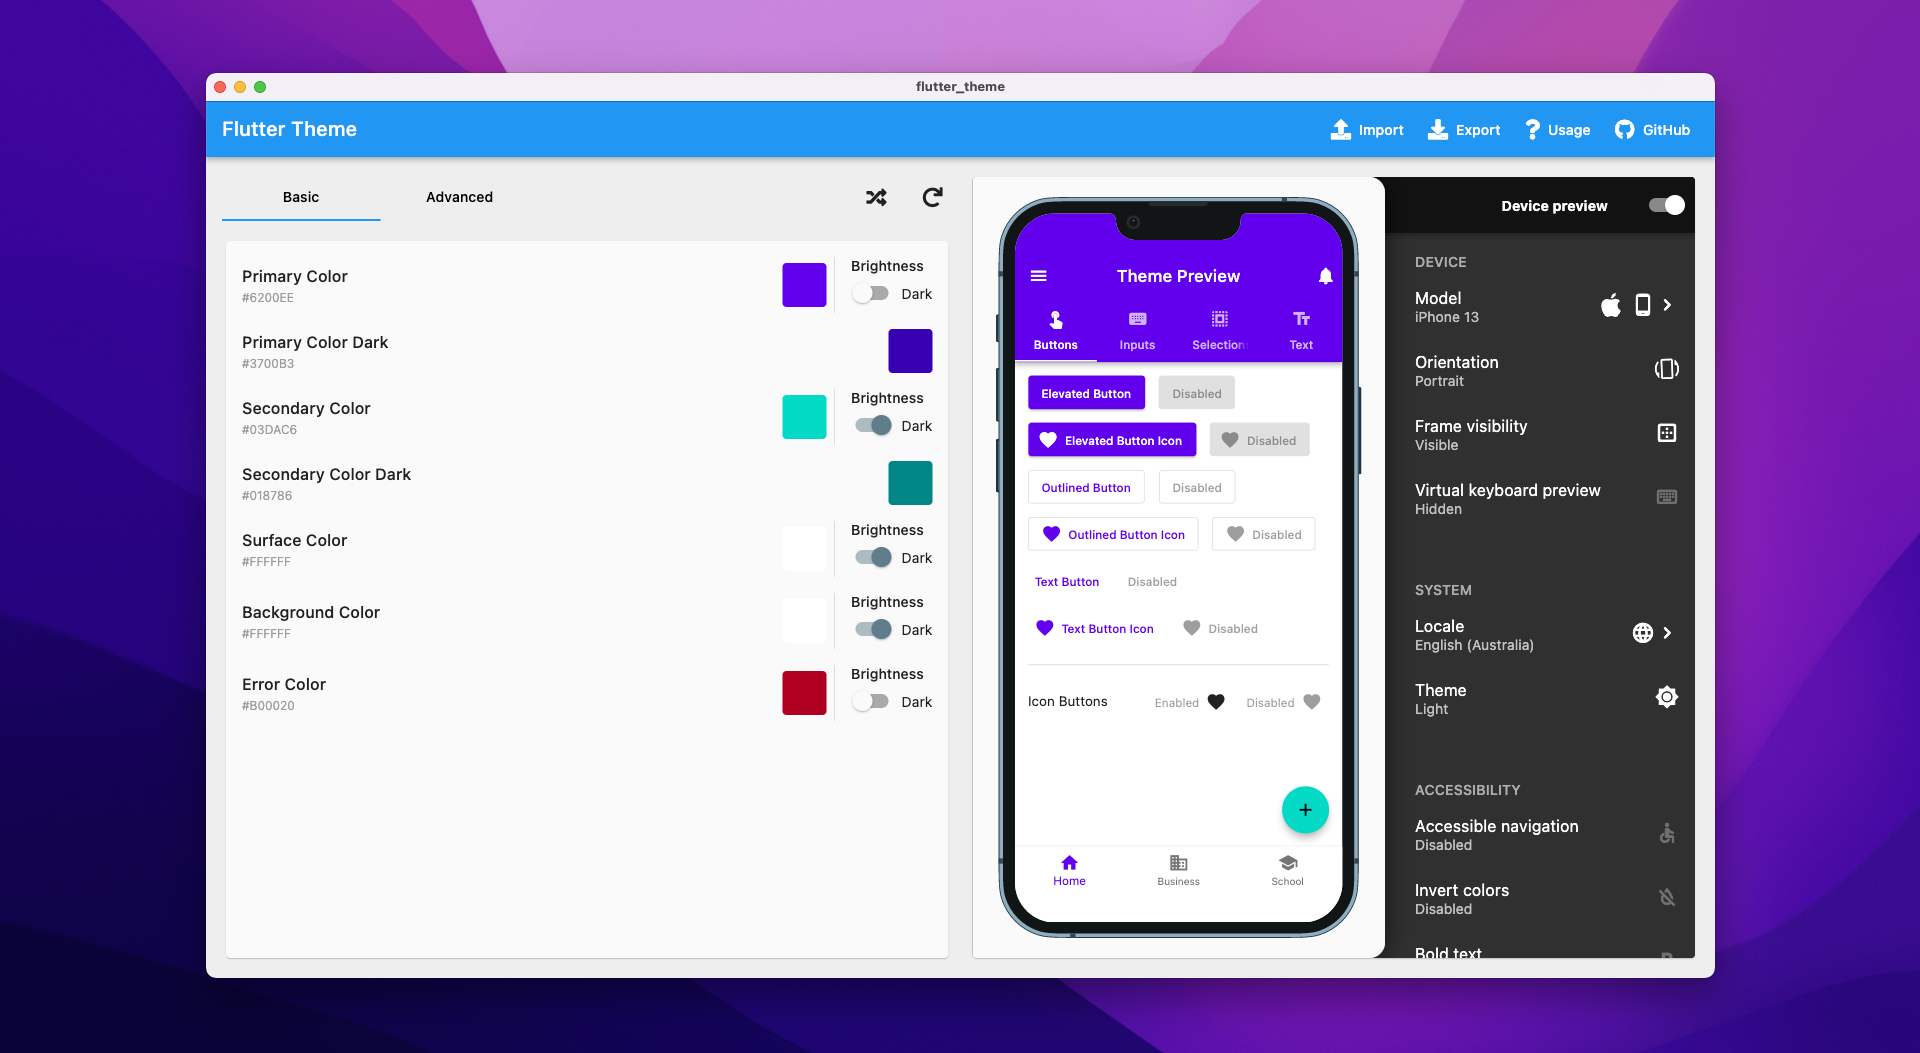 flutter_theme
Flutter Theme
Import
Export
Usage
GitHub
Basic
Advanced
Primary Color
#6200EE
Brightness
Dark
Primary Color Dark
#3700B3
Secondary Color
#03DAC6
Brightness
Dark
Secondary Color Dark
#018786
Surface Color
#FFFFFF
Brightness
Dark
Background Color
#FFFFFF
Brightness
Dark
Error Color
#B00020
Brightness
Dark
Theme Preview
Buttons
Inputs
Selection
Text
Elevated Button
Disabled
Elevated Button Icon
Disabled
Outlined Button
Disabled
Outlined Button Icon
Disabled
Text Button
Disabled
Text Button Icon
Disabled
Icon Buttons
Enabled
Disabled
Home
Business
School
Device preview
DEVICE
Model
iPhone 13
Orientation
Portrait
Frame visibility
Visible
Virtual keyboard preview
Hidden
SYSTEM
Locale
English (Australia)
Theme
Light
ACCESSIBILITY
Accessible navigation
Disabled
Invert colors
Disabled
Bold text